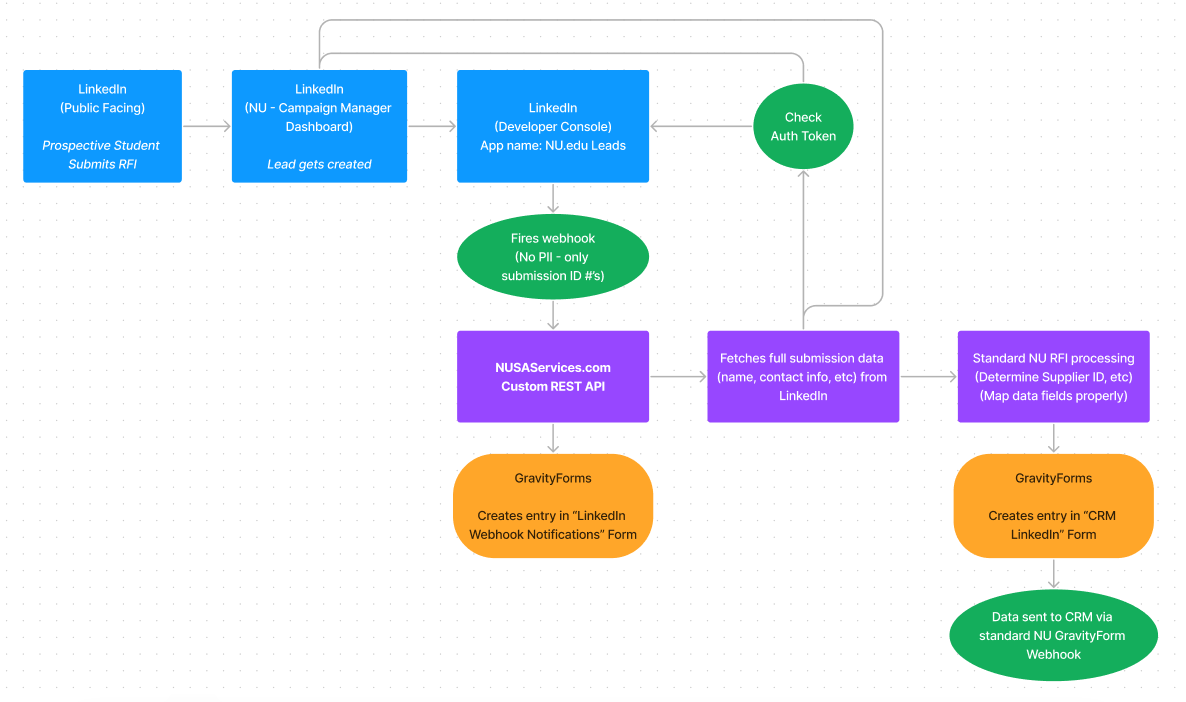 LinkedIn
(Public Facing)
Prospective Student
Submits RFI
LinkedIn
(NU - Campaign Manager
Dashboard)
Lead gets created
LinkedIn
(Developer Console)
App name: NU.edu Leads
Check
Auth Token
Fires webhook
(No PII - only
submission ID #'s)
NUSAServices.com
Custom REST API
Fetches full submission data
(name, contact info, etc) from
LinkedIn
Standard NU RFI processing
(Determine Supplier ID, etc)
(Map data fields properly)
GravityForms
Creates entry in “LinkedIn
Webhook Notifications” Form
GravityForms
Creates entry in “CRM
LinkedIn” Form
Data sent to CRM via
standard NU GravityForm
Webhook